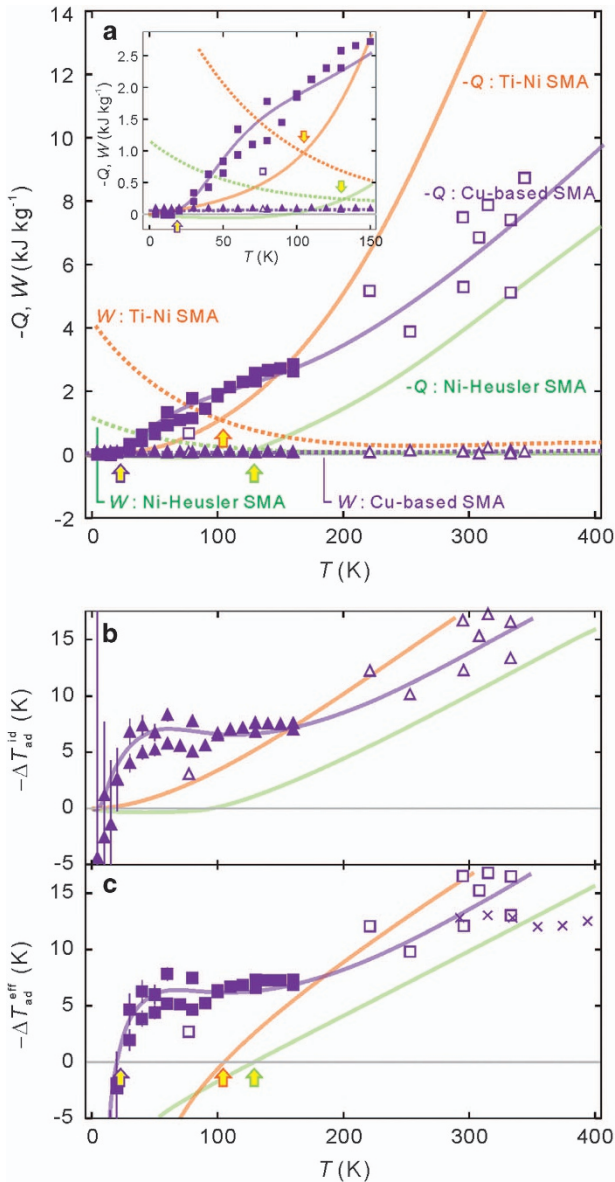 a
14
12
10
8
6
4
2
0
-2
-Q, W (kJ kg⁻¹)
2.5
2.0
1.5
1.0
0.5
0
-Q, W (kJ kg⁻¹)
0 50 100 150
T (K)
-Q : Ti-Ni SMA
-Q : Cu-based SMA
W : Ti-Ni SMA
-Q : Ni-Heusler SMA
W : Ni-Heusler SMA
W : Cu-based SMA
0 100 200 300 400
T (K)
b
15
10
5
0
-5
−ΔT_ad^id (K)
c
15
10
5
0
-5
−ΔT_ad^eff (K)
0 100 200 300 400
T (K)